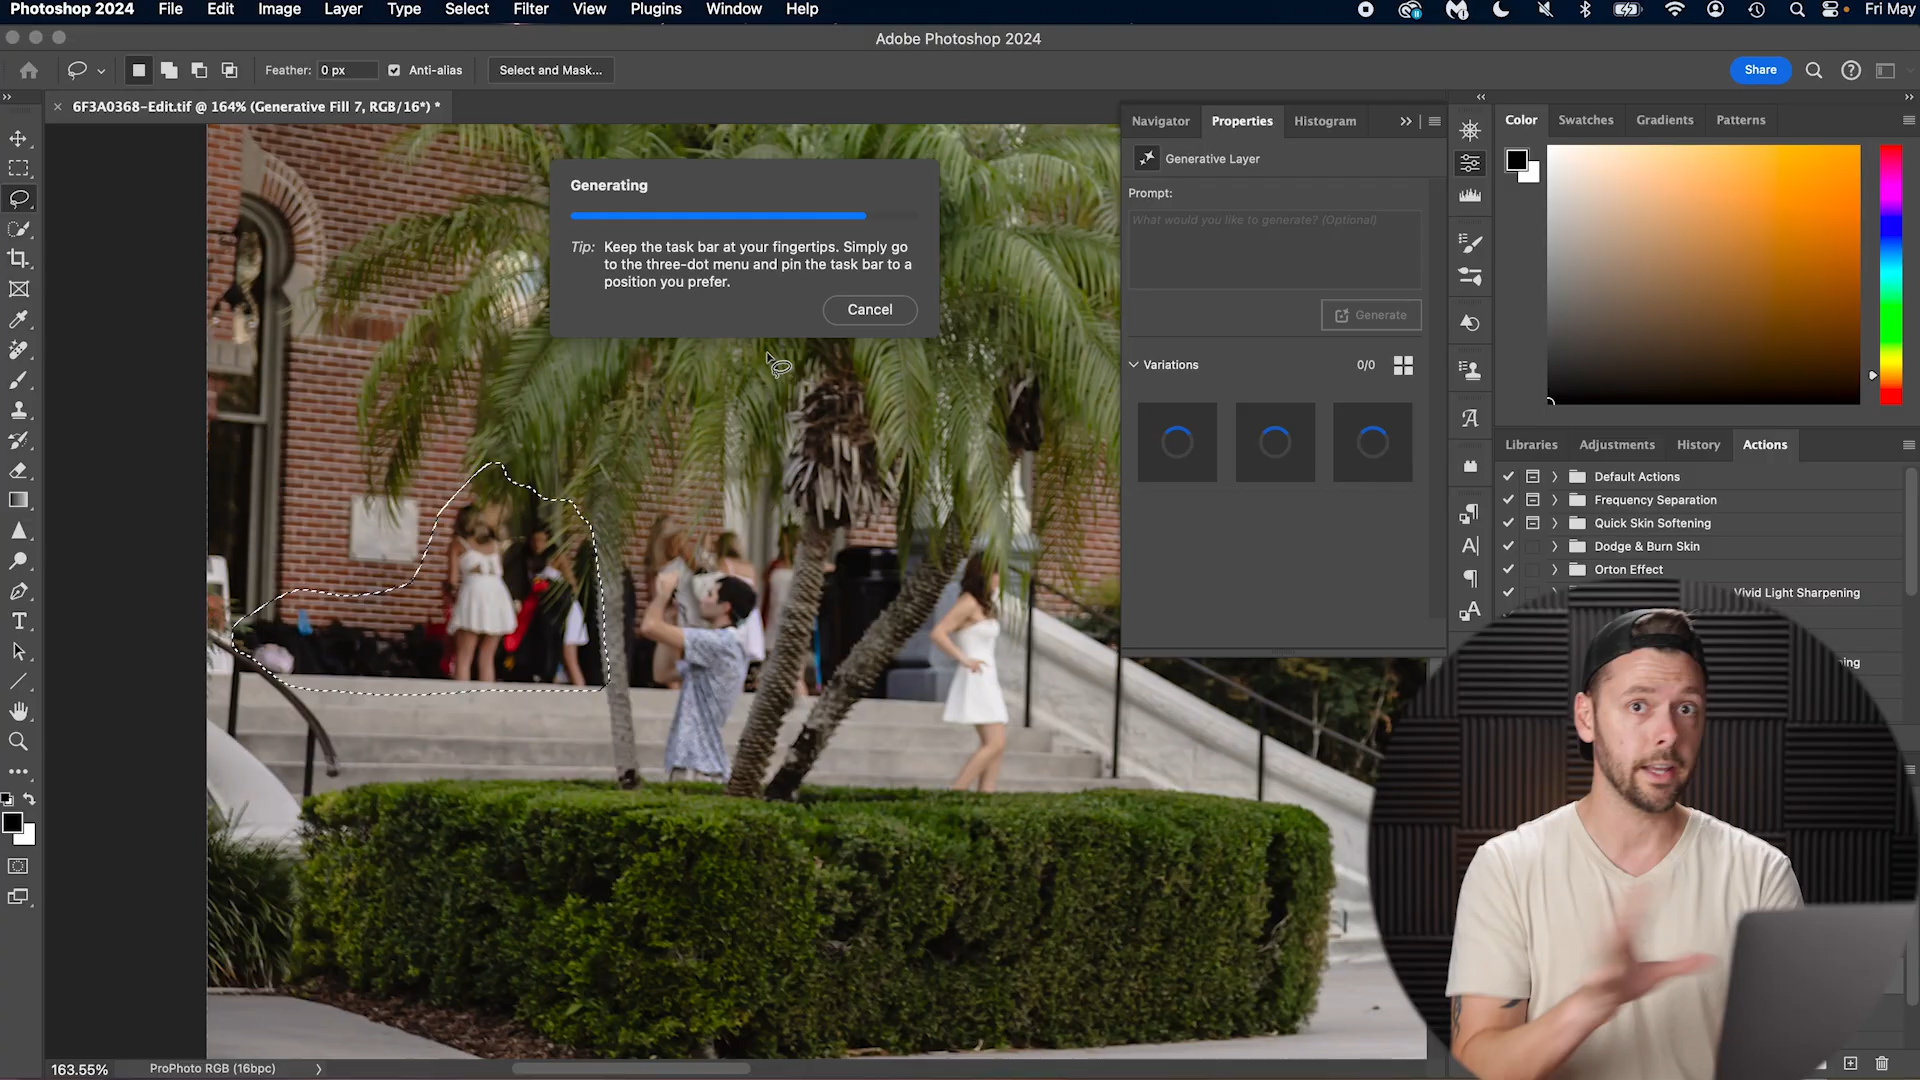 Photoshop 2024 File Edit Image Layer Type Select Filter View Plugins Window Help Fri May
Adobe Photoshop 2024
Feather: 0 px Anti-alias Select and Mask... Share
6F3A0368-Edit.tif @ 164% (Generative Fill 7, RGB/16*) *
Navigator Properties Histogram
Color Swatches Gradients Patterns
Generative Layer
Generating
Prompt:
What would you like to generate? (Optional)
Tip: Keep the task bar at your fingertips. Simply go
to the three-dot menu and pin the task bar to a
position you prefer.
Cancel
Generate
Variations 0/0
Libraries Adjustments History Actions
Default Actions
Frequency Separation
Quick Skin Softening
Dodge & Burn Skin
Orton Effect
Vivid Light Sharpening
163.55% ProPhoto RGB (16bpc)